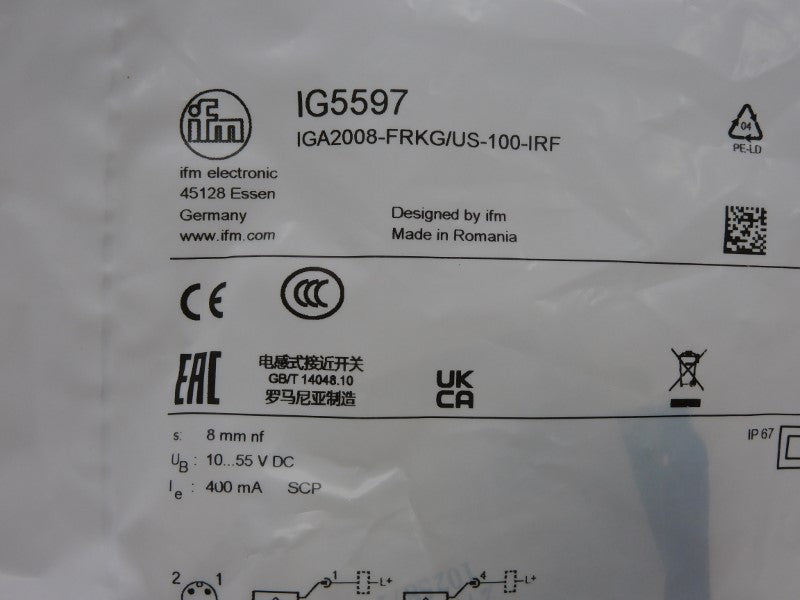 ifm
IG5597
IGA2008-FRKG/US-100-IRF
04
PE-LD
ifm electronic
45128 Essen
Germany
www.ifm.com
Designed by ifm
Made in Romania
CE
CCC
EAC
电感式接近开关
GB/T 14048.10
罗马尼亚制造
UK
CA
s: 8 mm nf
UB: 10...55 V DC
Ie: 400 mA SCP
IP 67
2 1
1 L+
4 L+